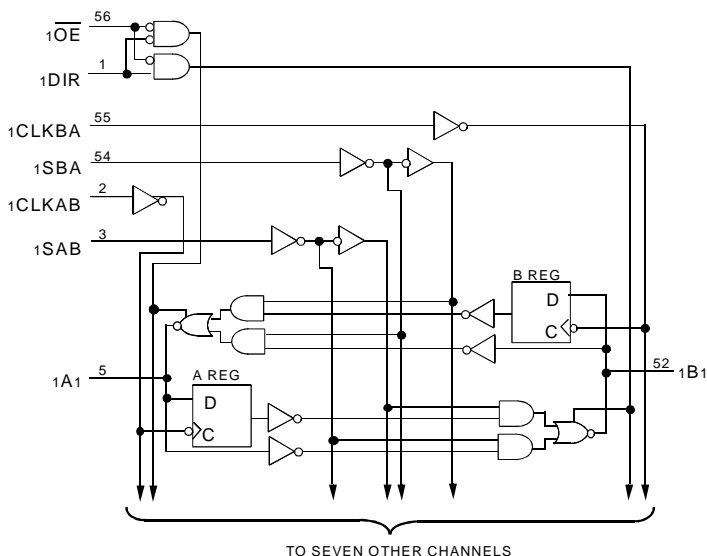 56
1OE
1
1DIR
55
1CLKBA
54
1SBA
2
1CLKAB
3
1SAB
B REG
D
C
5
1A1
52
1B1
A REG
D
C
TO SEVEN OTHER CHANNELS